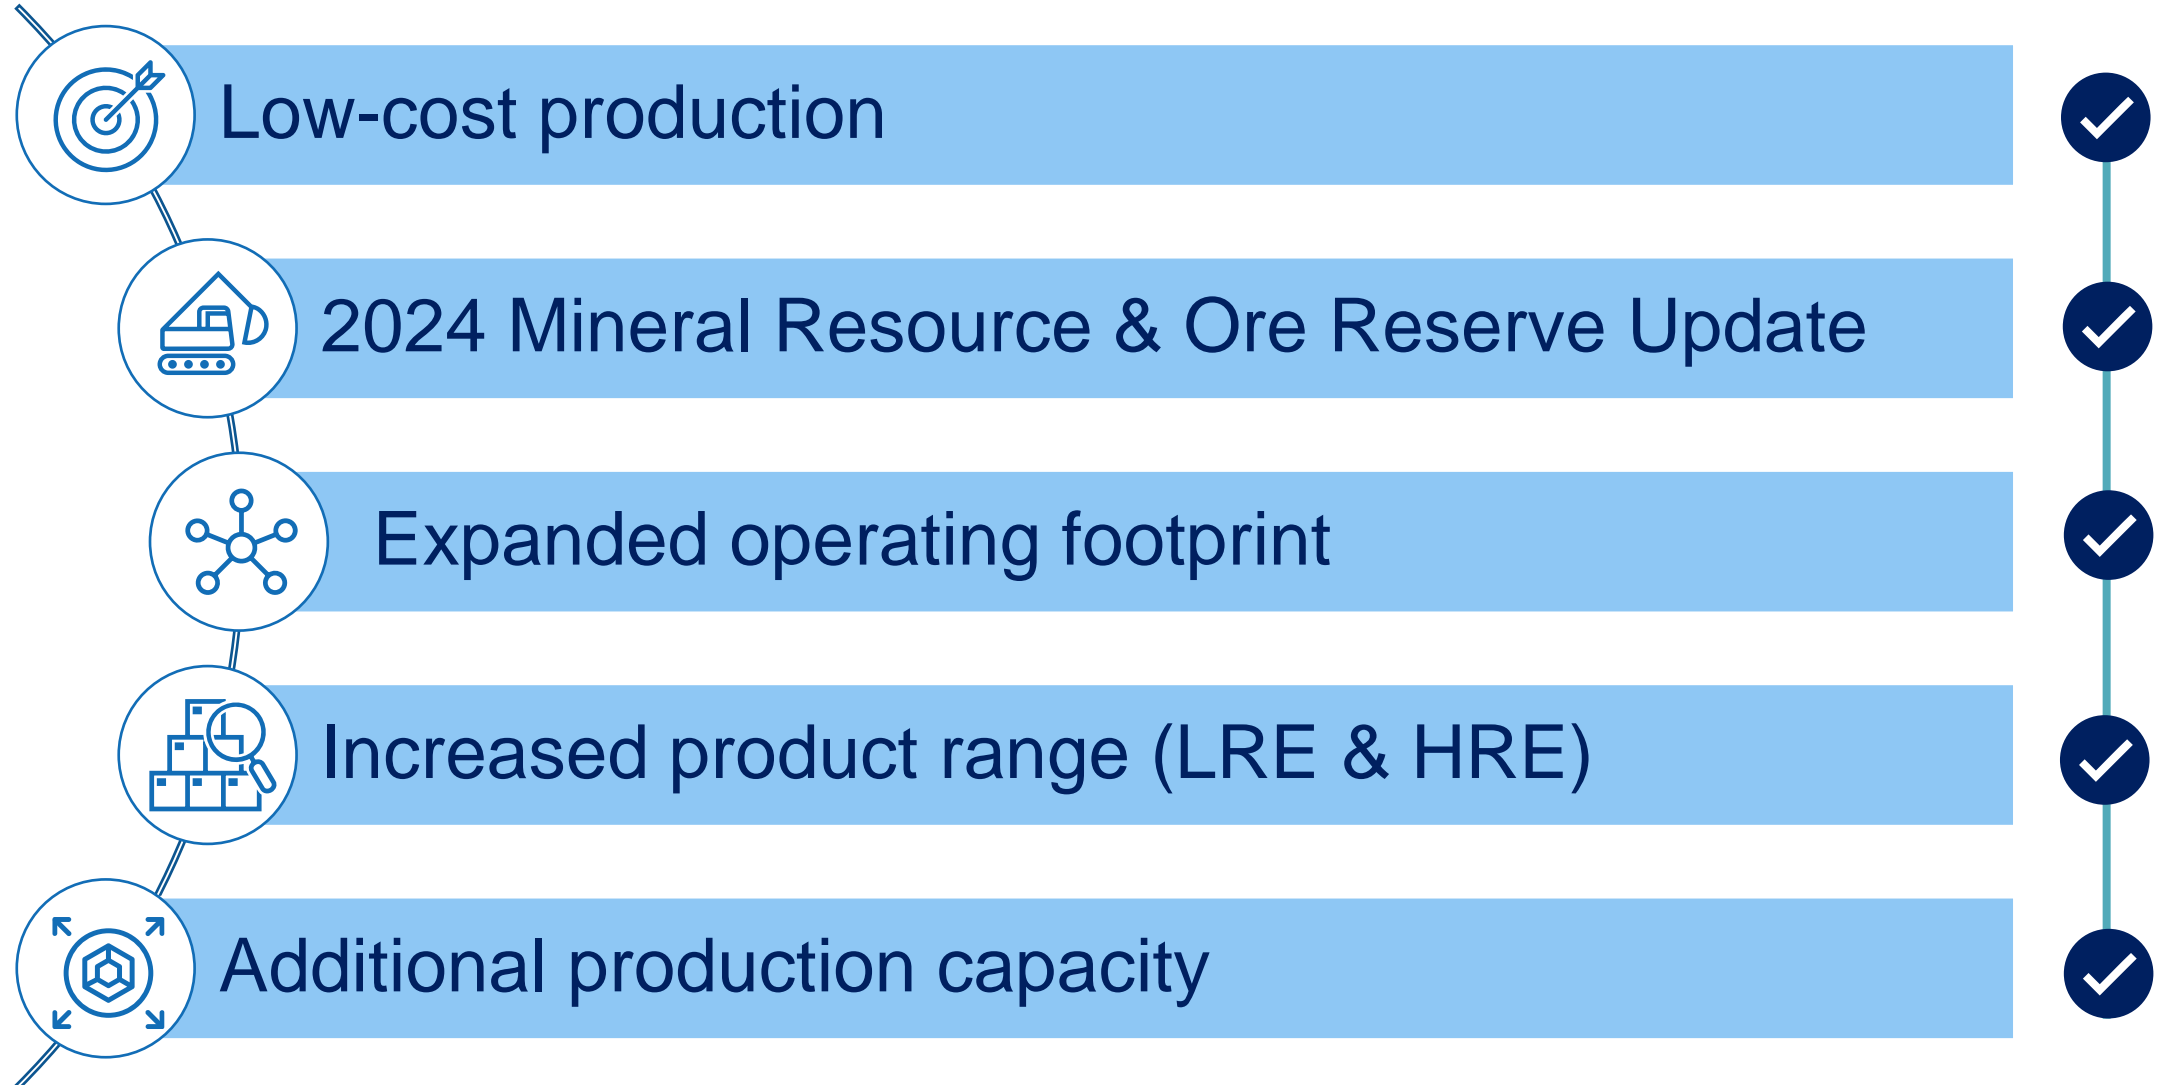 Low-cost production
2024 Mineral Resource & Ore Reserve Update
Expanded operating footprint
Increased product range (LRE & HRE)
Additional production capacity